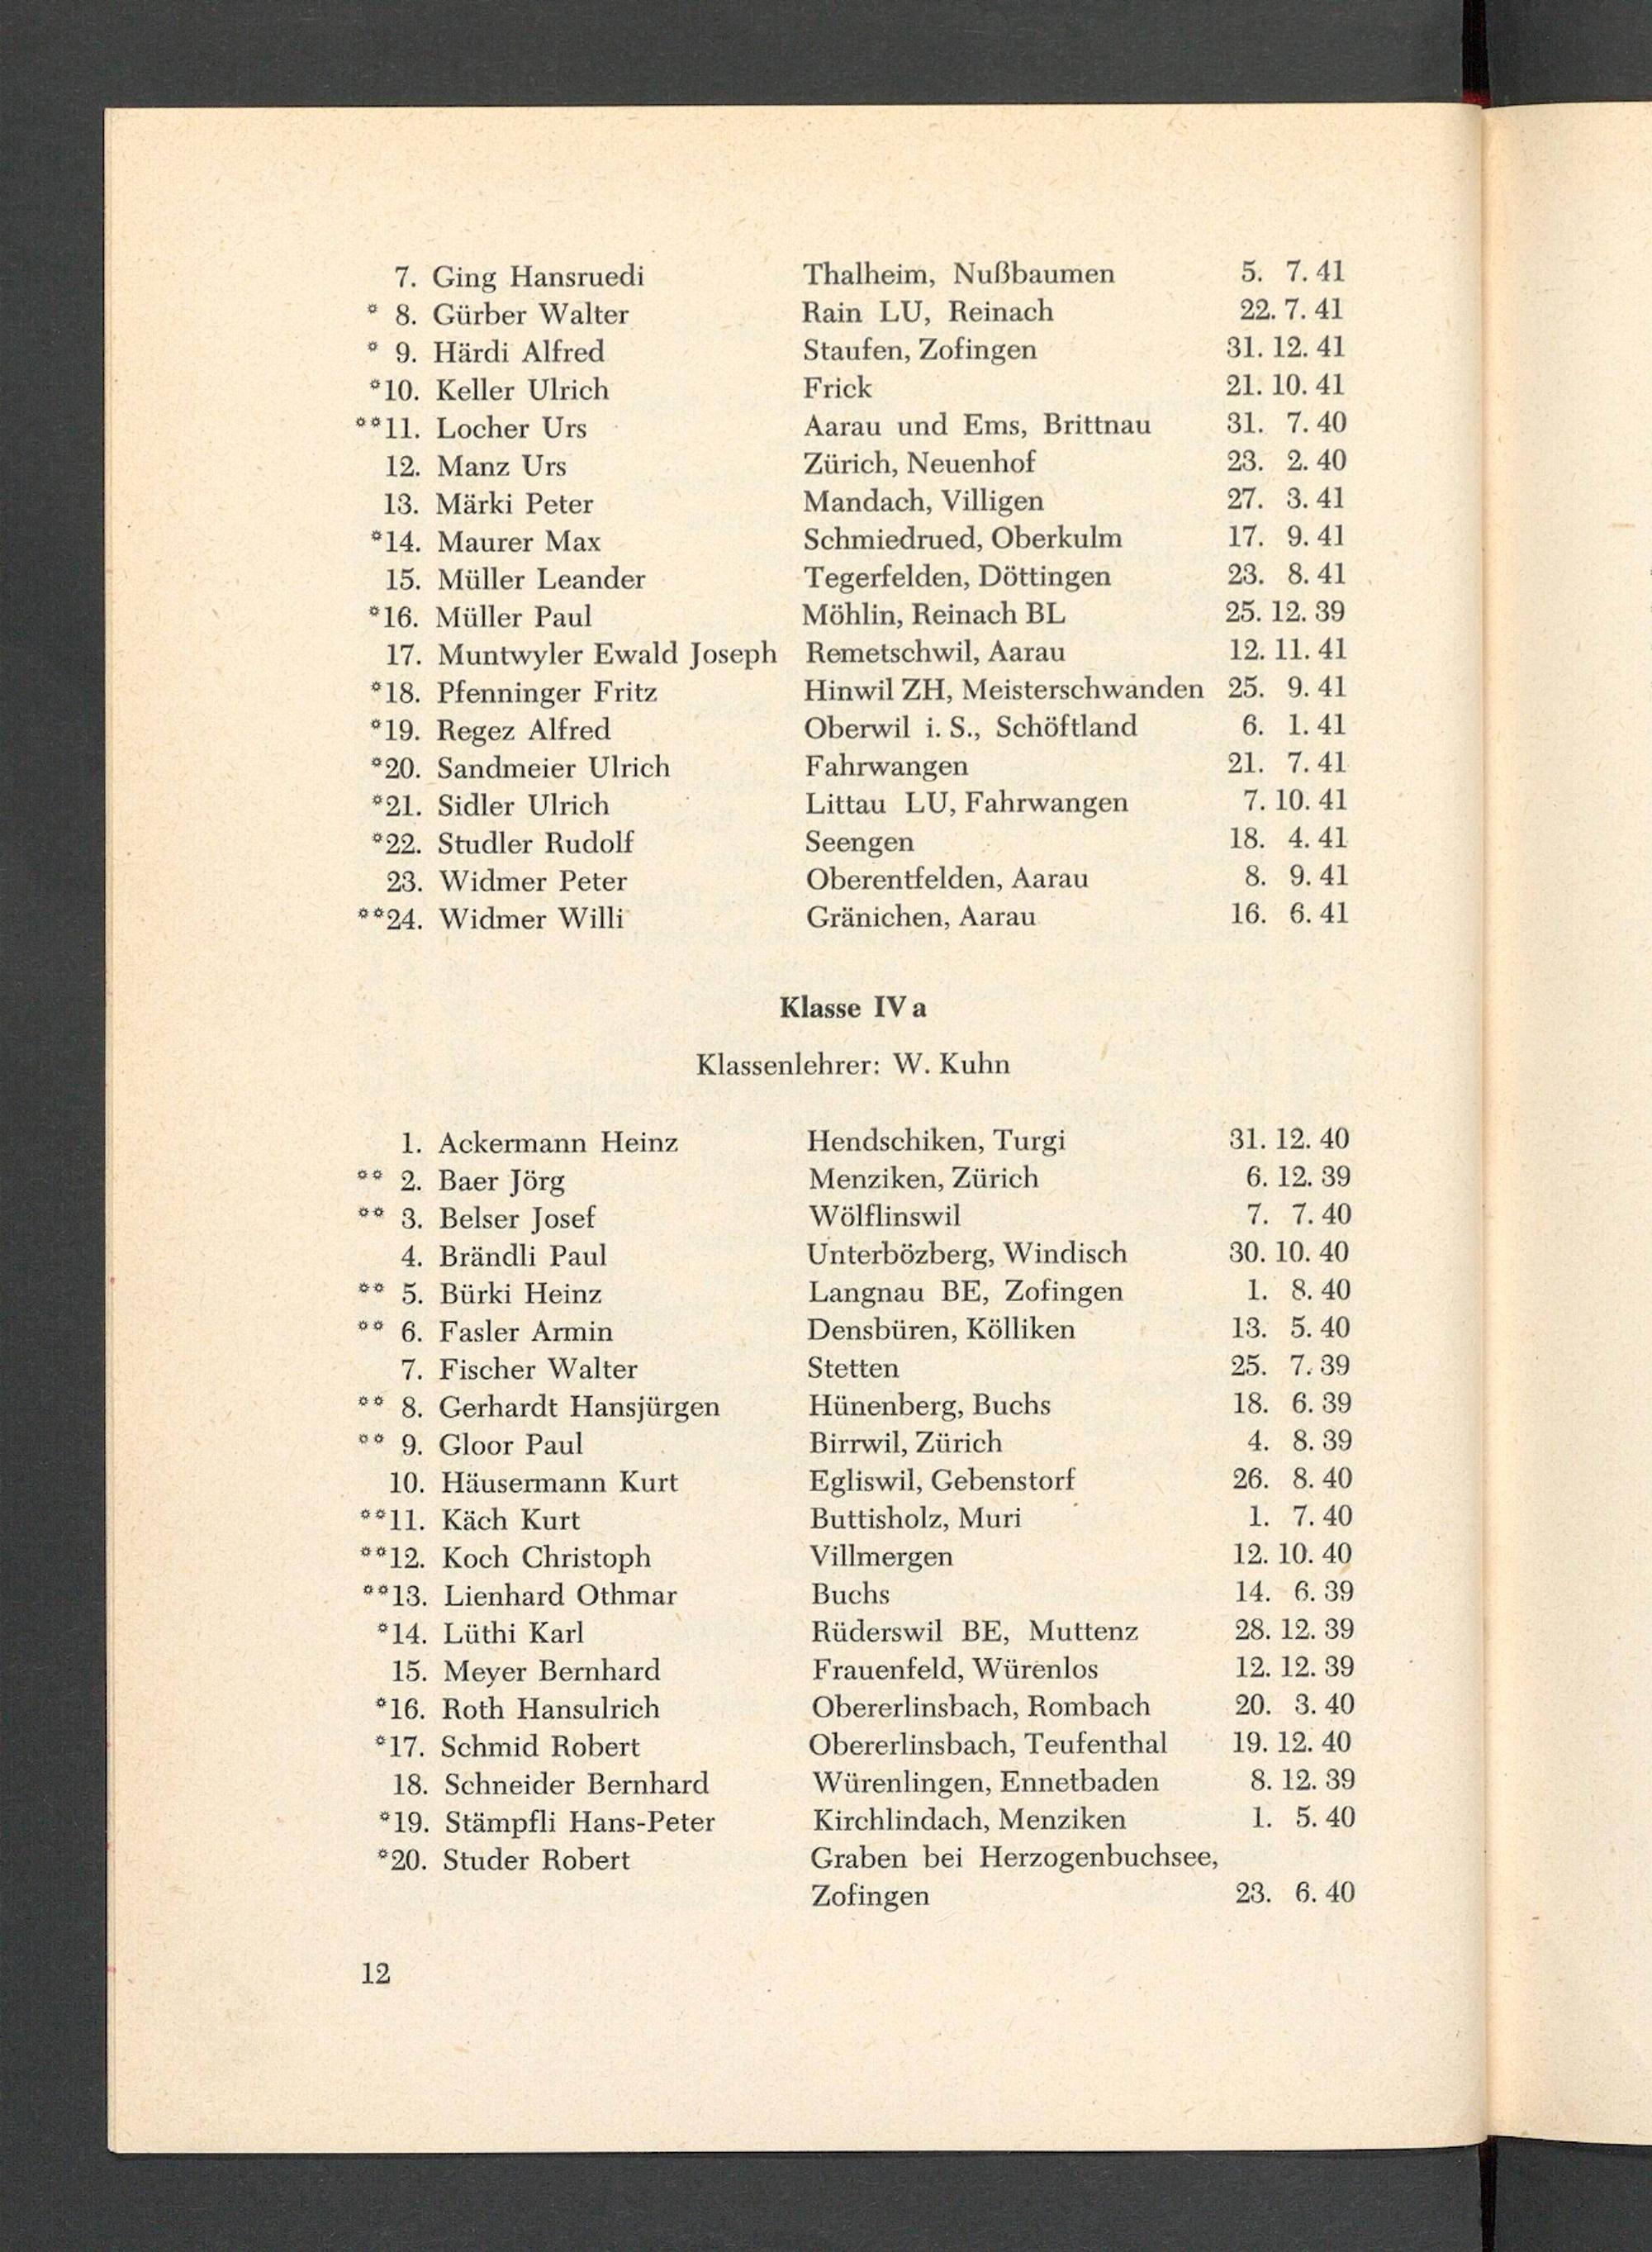 7. Ging Hansruedi Thalheim, Nußbaumen 5. 7. 41
* 8. Gürber Walter Rain LU, Reinach 22. 7. 41
* 9. Härdi Alfred Staufen, Zofingen 31. 12. 41
*10. Keller Ulrich Frick 21. 10. 41
**11. Locher Urs Aarau und Ems, Brittnau 31. 7. 40
12. Manz Urs Zürich, Neuenhof 23. 2. 40
13. Märki Peter Mandach, Villigen 27. 3. 41
*14. Maurer Max Schmiedrued, Oberkulm 17. 9. 41
15. Müller Leander Tegerfelden, Döttingen 23. 8. 41
*16. Müller Paul Möhlin, Reinach BL 25. 12. 39
17. Muntwyler Ewald Joseph Remetschwil, Aarau 12. 11. 41
*18. Pfenninger Fritz Hinwil ZH, Meisterschwanden 25. 9. 41
*19. Regez Alfred Oberwil i. S., Schöftland 6. 1. 41
*20. Sandmeier Ulrich Fahrwangen 21. 7. 41
*21. Sidler Ulrich Littau LU, Fahrwangen 7. 10. 41
*22. Studler Rudolf Seengen 18. 4. 41
23. Widmer Peter Oberentfelden, Aarau 8. 9. 41
**24. Widmer Willi Gränichen, Aarau 16. 6. 41
Klasse IV a
Klassenlehrer: W. Kuhn
1. Ackermann Heinz Hendschiken, Turgi 31. 12. 40
** 2. Baer Jörg Menziken, Zürich 6. 12. 39
** 3. Belser Josef Wölflinswil 7. 7. 40
4. Brändli Paul Unterbözberg, Windisch 30. 10. 40
** 5. Bürki Heinz Langnau BE, Zofingen 1. 8. 40
** 6. Fasler Armin Densbüren, Kölliken 13. 5. 40
7. Fischer Walter Stetten 25. 7. 39
** 8. Gerhardt Hansjürgen Hünenberg, Buchs 18. 6. 39
** 9. Gloor Paul Birrwil, Zürich 4. 8. 39
10. Häusermann Kurt Egliswil, Gebenstorf 26. 8. 40
**11. Käch Kurt Buttisholz, Muri 1. 7. 40
**12. Koch Christoph Villmergen 12. 10. 40
**13. Lienhard Othmar Buchs 14. 6. 39
*14. Lüthi Karl Rüderswil BE, Muttenz 28. 12. 39
15. Meyer Bernhard Frauenfeld, Würenlos 12. 12. 39
*16. Roth Hansulrich Obererlinsbach, Rombach 20. 3. 40
*17. Schmid Robert Obererlinsbach, Teufenthal 19. 12. 40
18. Schneider Bernhard Würenlingen, Ennetbaden 8. 12. 39
*19. Stämpfli Hans-Peter Kirchlindach, Menziken 1. 5. 40
*20. Studer Robert Graben bei Herzogenbuchsee,
Zofingen 23. 6. 40
12